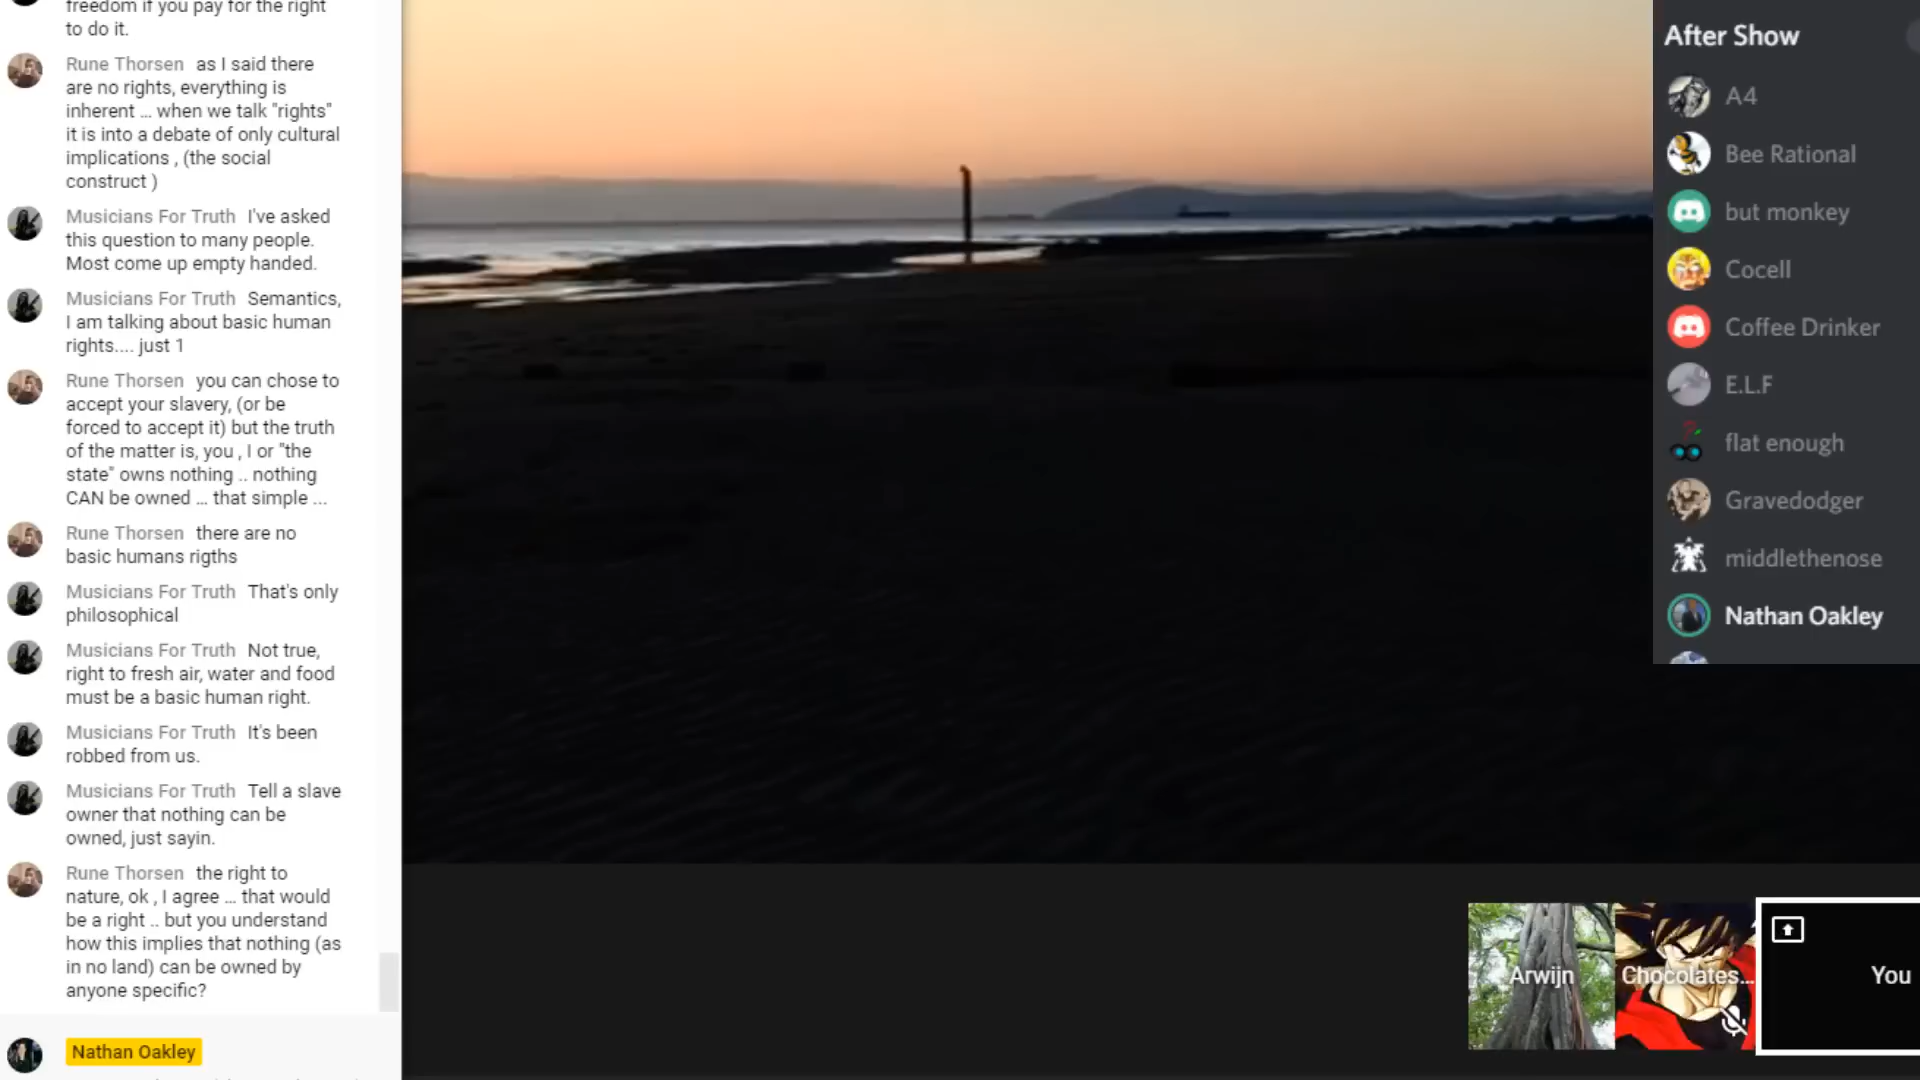 freedom if you pay for the right
to do it.
Rune Thorsen as I said there
are no rights, everything is
inherent ... when we talk "rights"
it is into a debate of only cultural
implications , (the social
construct )
Musicians For Truth I've asked
this question to many people.
Most come up empty handed.
Musicians For Truth Semantics,
I am talking about basic human
rights.... just 1
Rune Thorsen you can chose to
accept your slavery, (or be
forced to accept it) but the truth
of the matter is, you , I or "the
state" owns nothing .. nothing
CAN be owned ... that simple ...
Rune Thorsen there are no
basic humans rigths
Musicians For Truth That's only
philosophical
Musicians For Truth Not true,
right to fresh air, water and food
must be a basic human right.
Musicians For Truth It's been
robbed from us.
Musicians For Truth Tell a slave
owner that nothing can be
owned, just sayin.
Rune Thorsen the right to
nature, ok , I agree ... that would
be a right .. but you understand
how this implies that nothing (as
in no land) can be owned by
anyone specific?
Nathan Oakley
After Show
A4
Bee Rational
but monkey
Cocell
Coffee Drinker
E.L.F
flat enough
Gravedodger
middlethenose
Nathan Oakley
Arwijn
Chocolates...
You